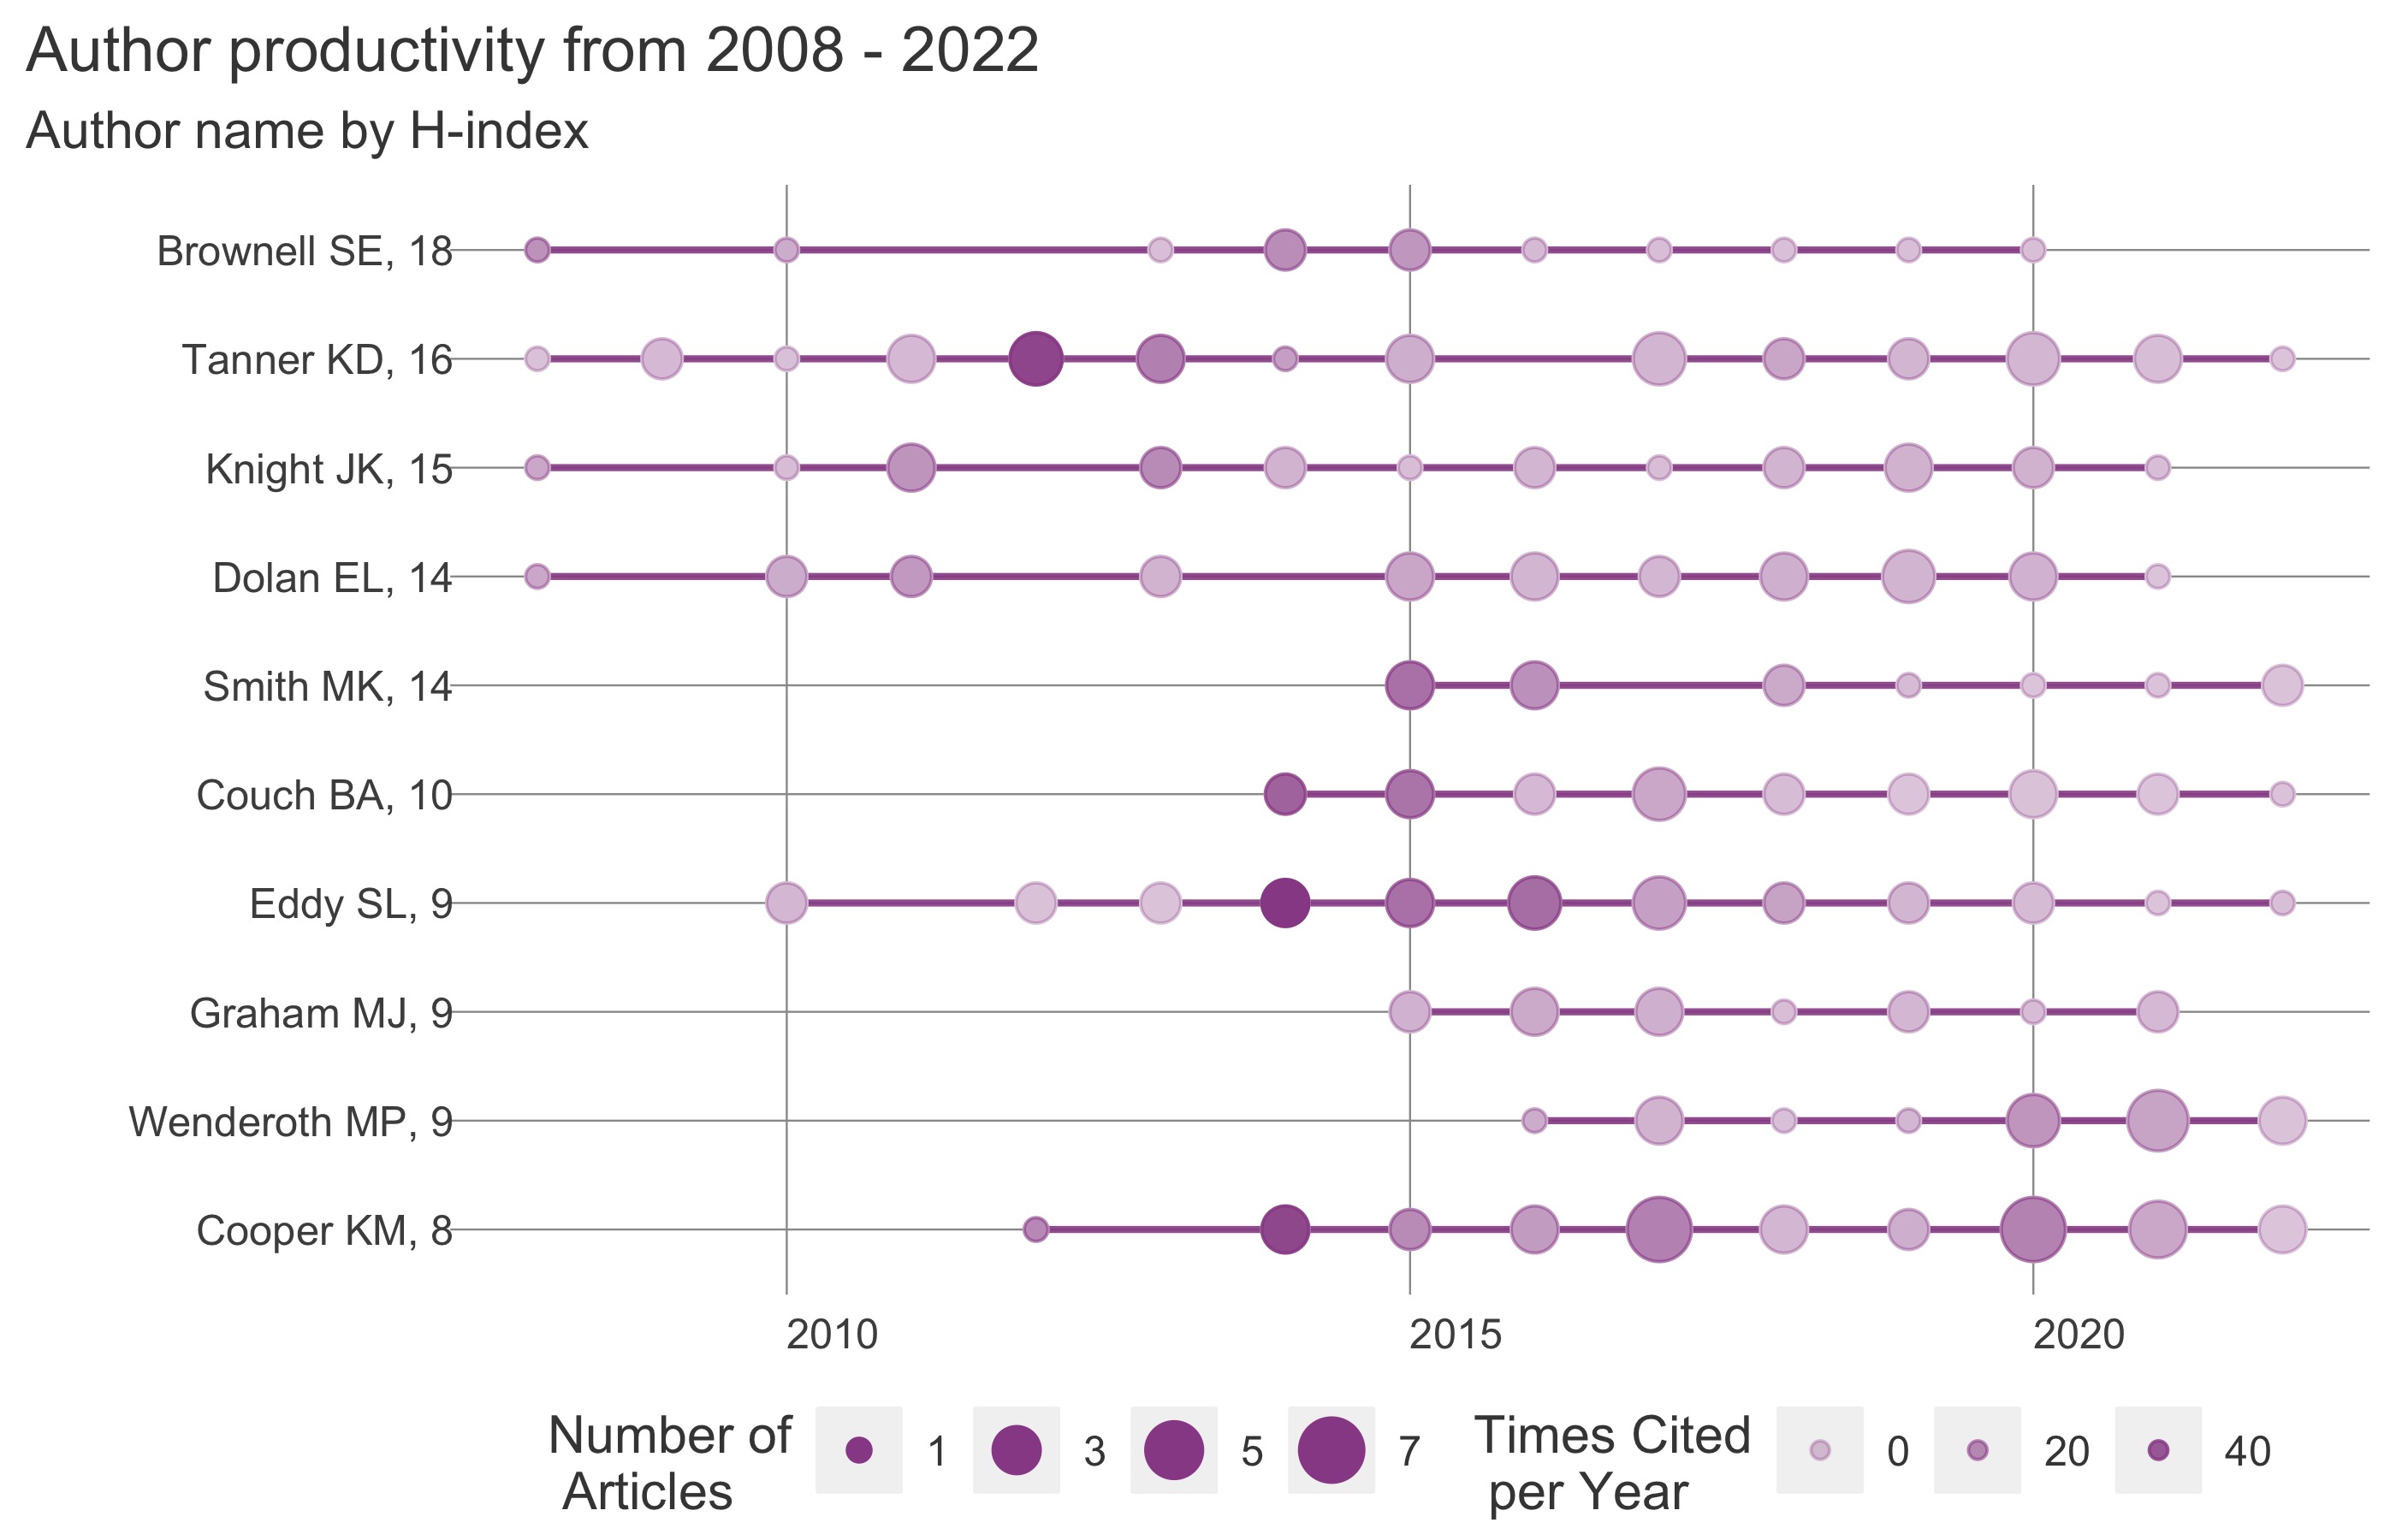 Author productivity from 2008 - 2022
Author name by H-index
Brownell SE, 18
Tanner KD, 16
Knight JK, 15
Dolan EL, 14
Smith MK, 14
Couch BA, 10
Eddy SL, 9
Graham MJ, 9
Wenderoth MP, 9
Cooper KM, 8
2010 2015 2020
Number of
Articles
1 3 5 7
Times Cited
per Year
0 20 40